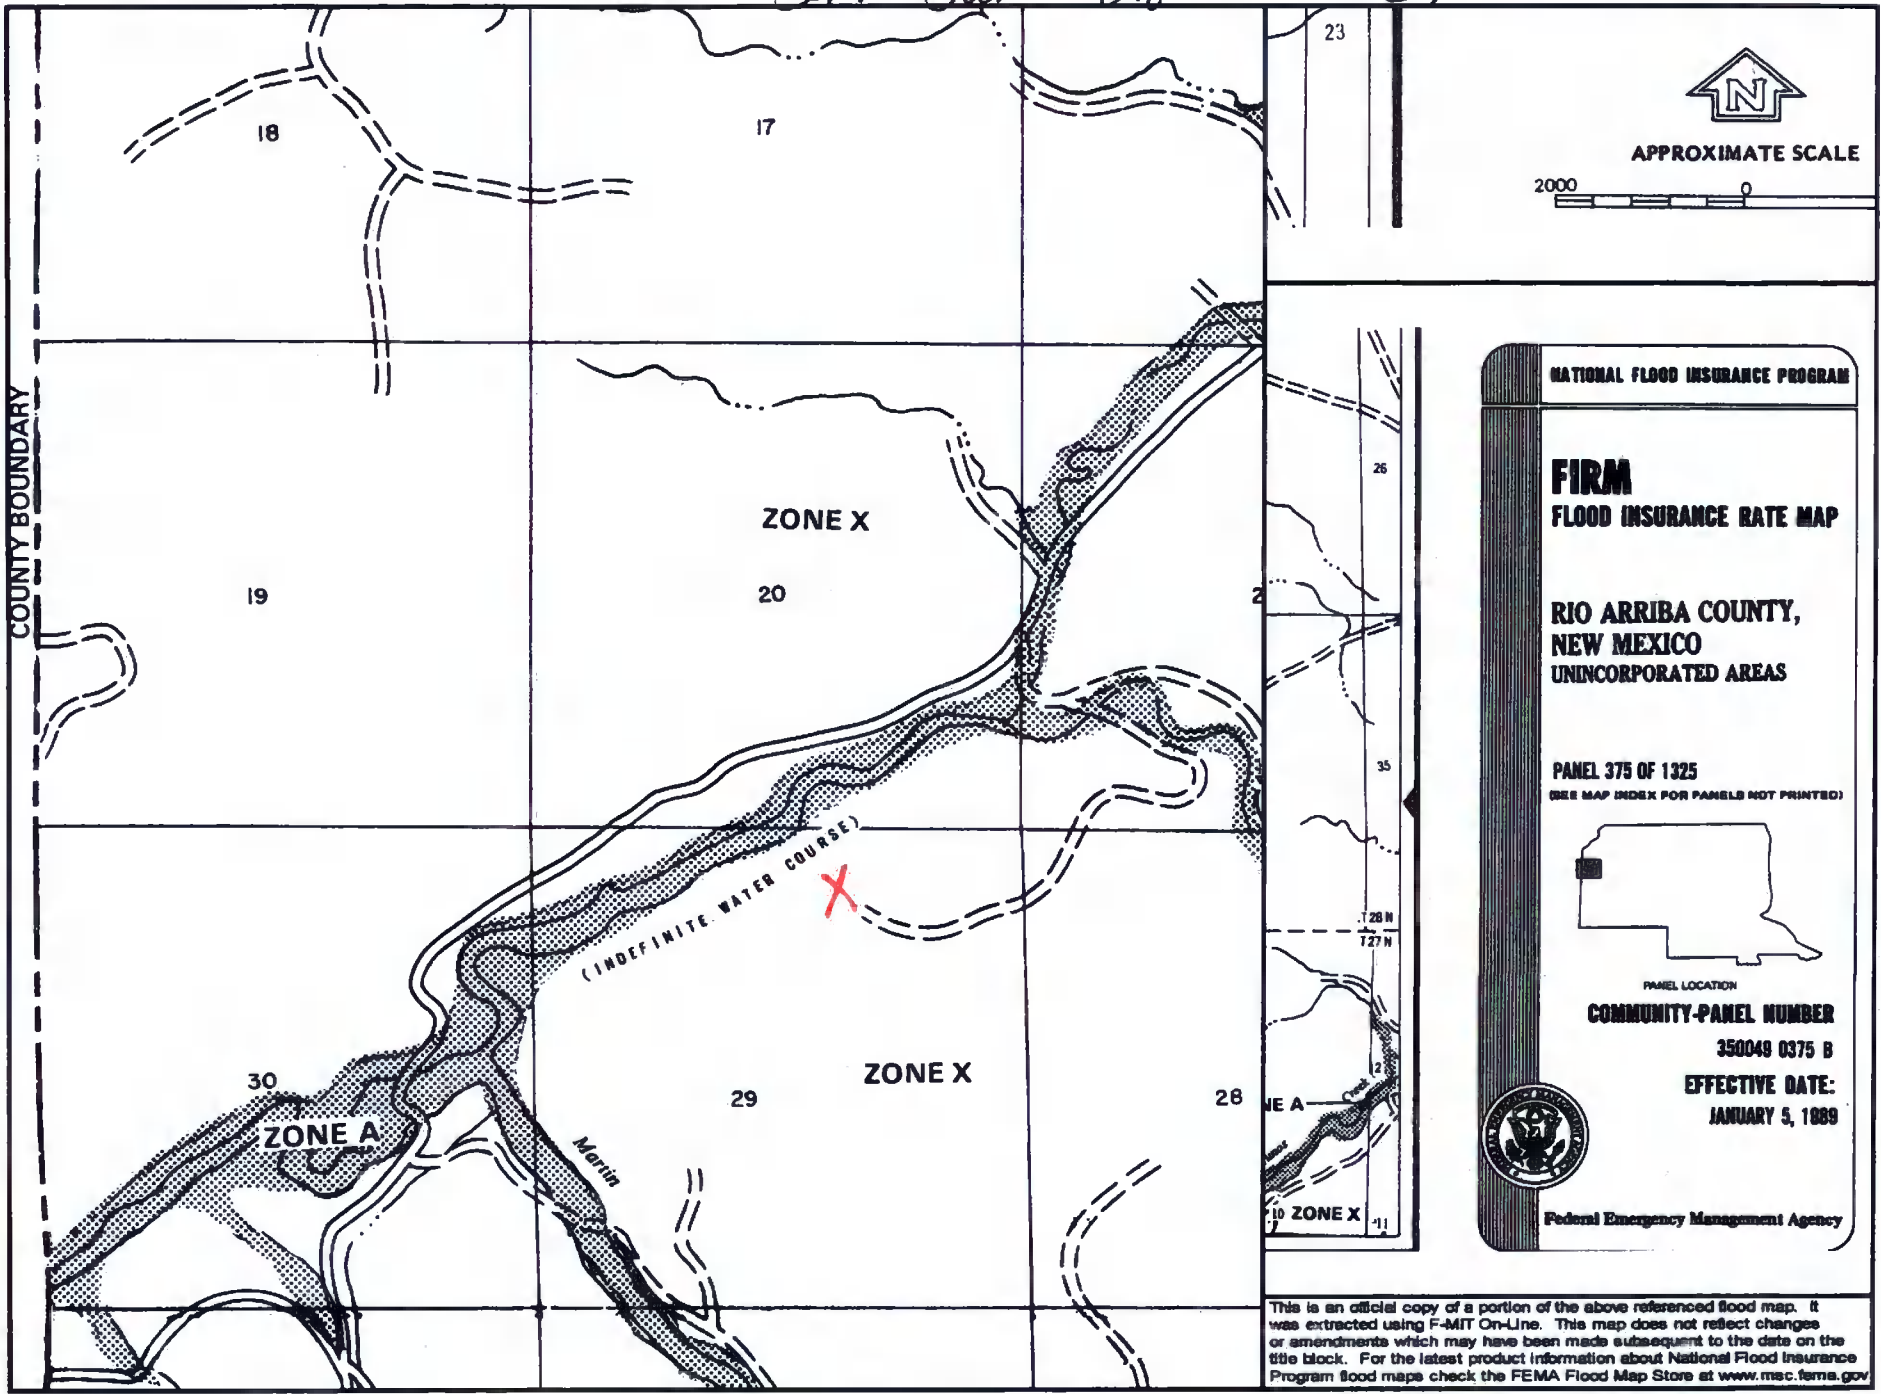 23
18
17
N
APPROXIMATE SCALE
2000 0
COUNTY BOUNDARY
NATIONAL FLOOD INSURANCE PROGRAM
FIRM
FLOOD INSURANCE RATE MAP
RIO ARRIBA COUNTY,
NEW MEXICO
UNINCORPORATED AREAS
PANEL 375 OF 1325
(SEE MAP INDEX FOR PANELS NOT PRINTED)
PANEL LOCATION
COMMUNITY-PANEL NUMBER
350049 0375 B
EFFECTIVE DATE:
JANUARY 5, 1989
Federal Emergency Management Agency
26
ZONE X
19
20
2
35
(INDEFINITE WATER COURSE)
X
T28N
T27N
30
ZONE X
ZONE A
29
28
NE A
Creek
12
Martin
10 ZONE X 11
This is an official copy of a portion of the above referenced flood map. It
was extracted using F-MIT On-Line. This map does not reflect changes
or amendments which may have been made subsequent to the date on the
title block. For the latest product information about National Flood Insurance
Program flood maps check the FEMA Flood Map Store at www.msc.fema.gov